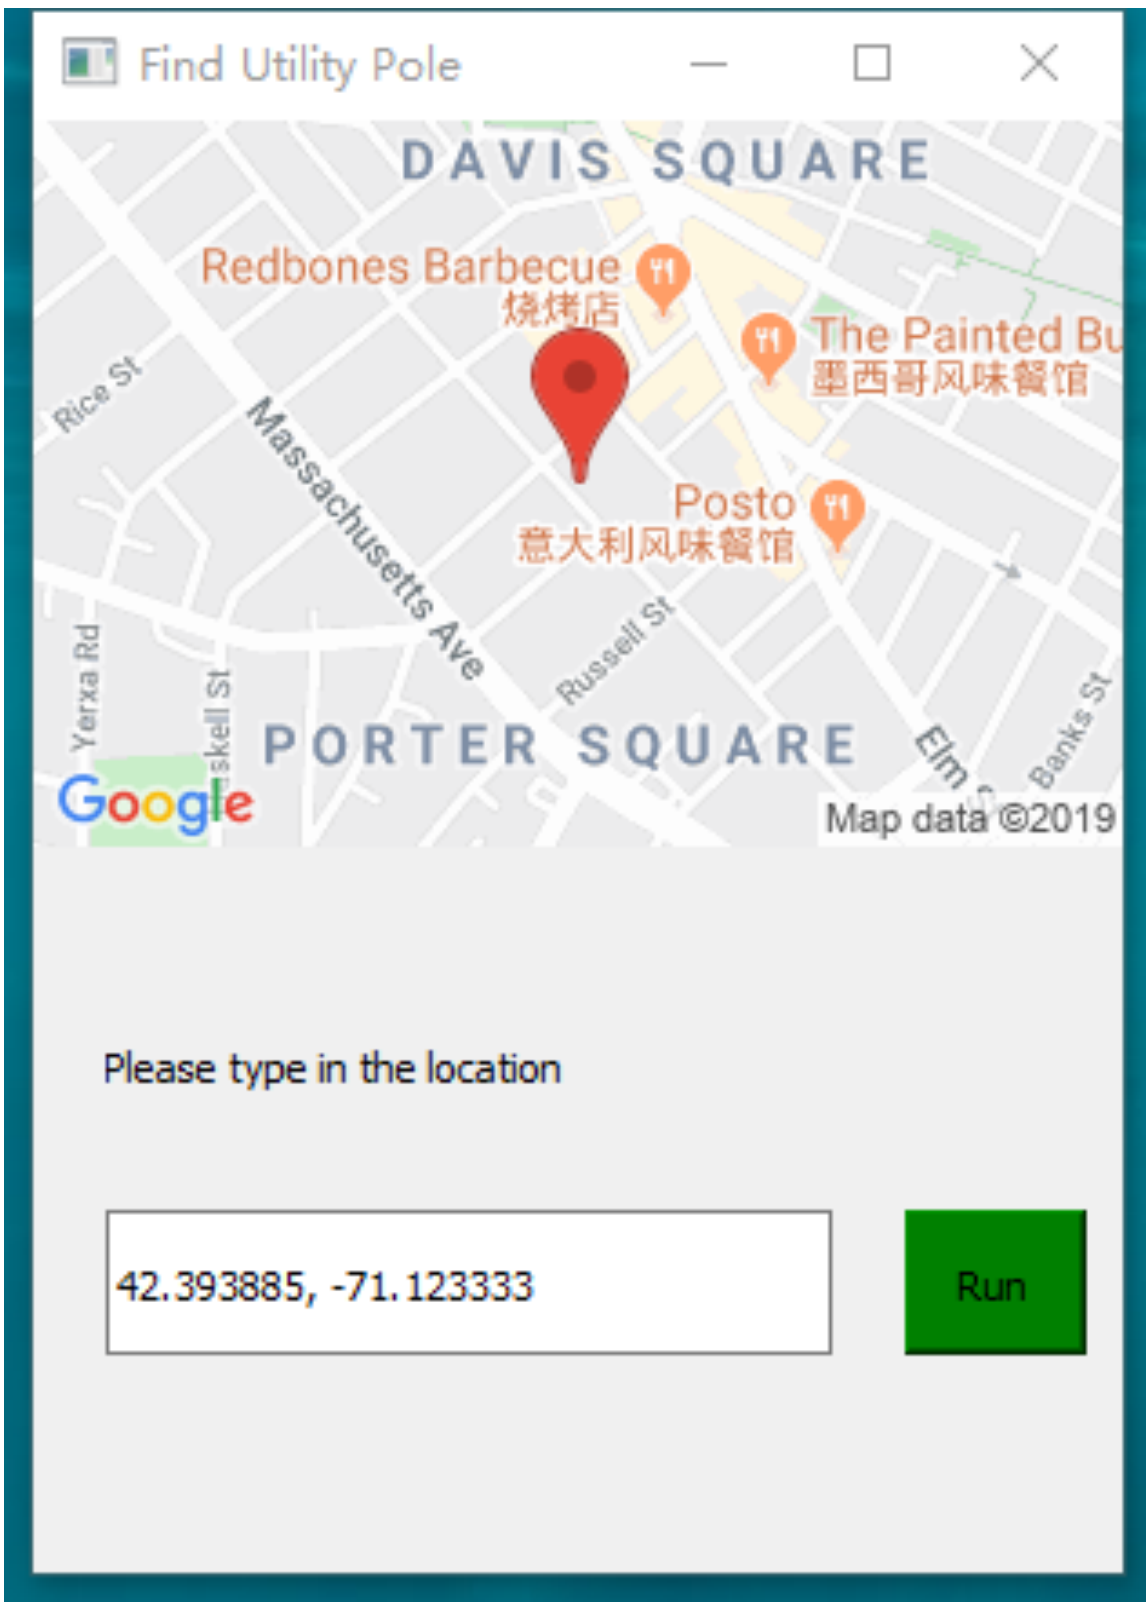 Find Utility Pole
DAVIS SQUARE
Redbones Barbecue
烧烤店
The Painted Bu
墨西哥风味餐馆
Rice St
Massachusetts Ave
Posto
意大利风味餐馆
Russell St
Yerxa Rd
skell St
PORTER SQUARE
Elm S
Banks St
Google
Map data ©2019
Please type in the location
42.393885, -71.123333
Run